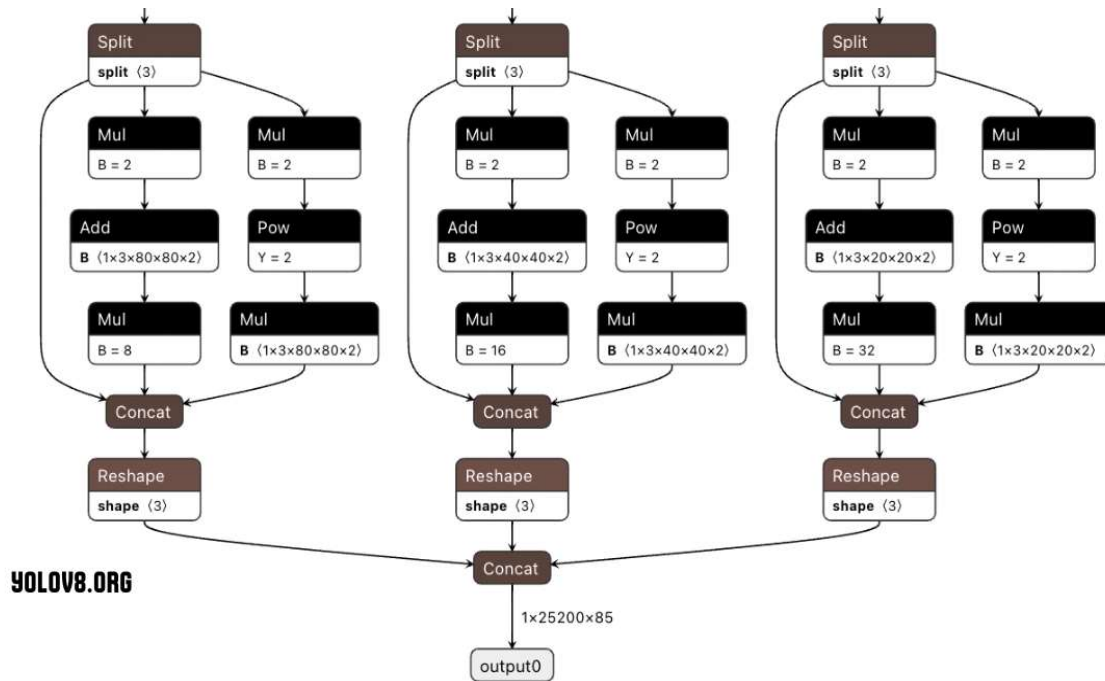 Split Split Split
split ⟨3⟩ split ⟨3⟩ split ⟨3⟩
Mul Mul Mul Mul Mul Mul
B = 2 B = 2 B = 2 B = 2 B = 2 B = 2
Add Pow Add Pow Add Pow
B ⟨1×3×80×80×2⟩ Y = 2 B ⟨1×3×40×40×2⟩ Y = 2 B ⟨1×3×20×20×2⟩ Y = 2
Mul Mul Mul Mul Mul Mul
B = 8 B ⟨1×3×80×80×2⟩ B = 16 B ⟨1×3×40×40×2⟩ B = 32 B ⟨1×3×20×20×2⟩
Concat Concat Concat
Reshape Reshape Reshape
shape ⟨3⟩ shape ⟨3⟩ shape ⟨3⟩
Concat
YOLOV8.ORG
1×25200×85
output0